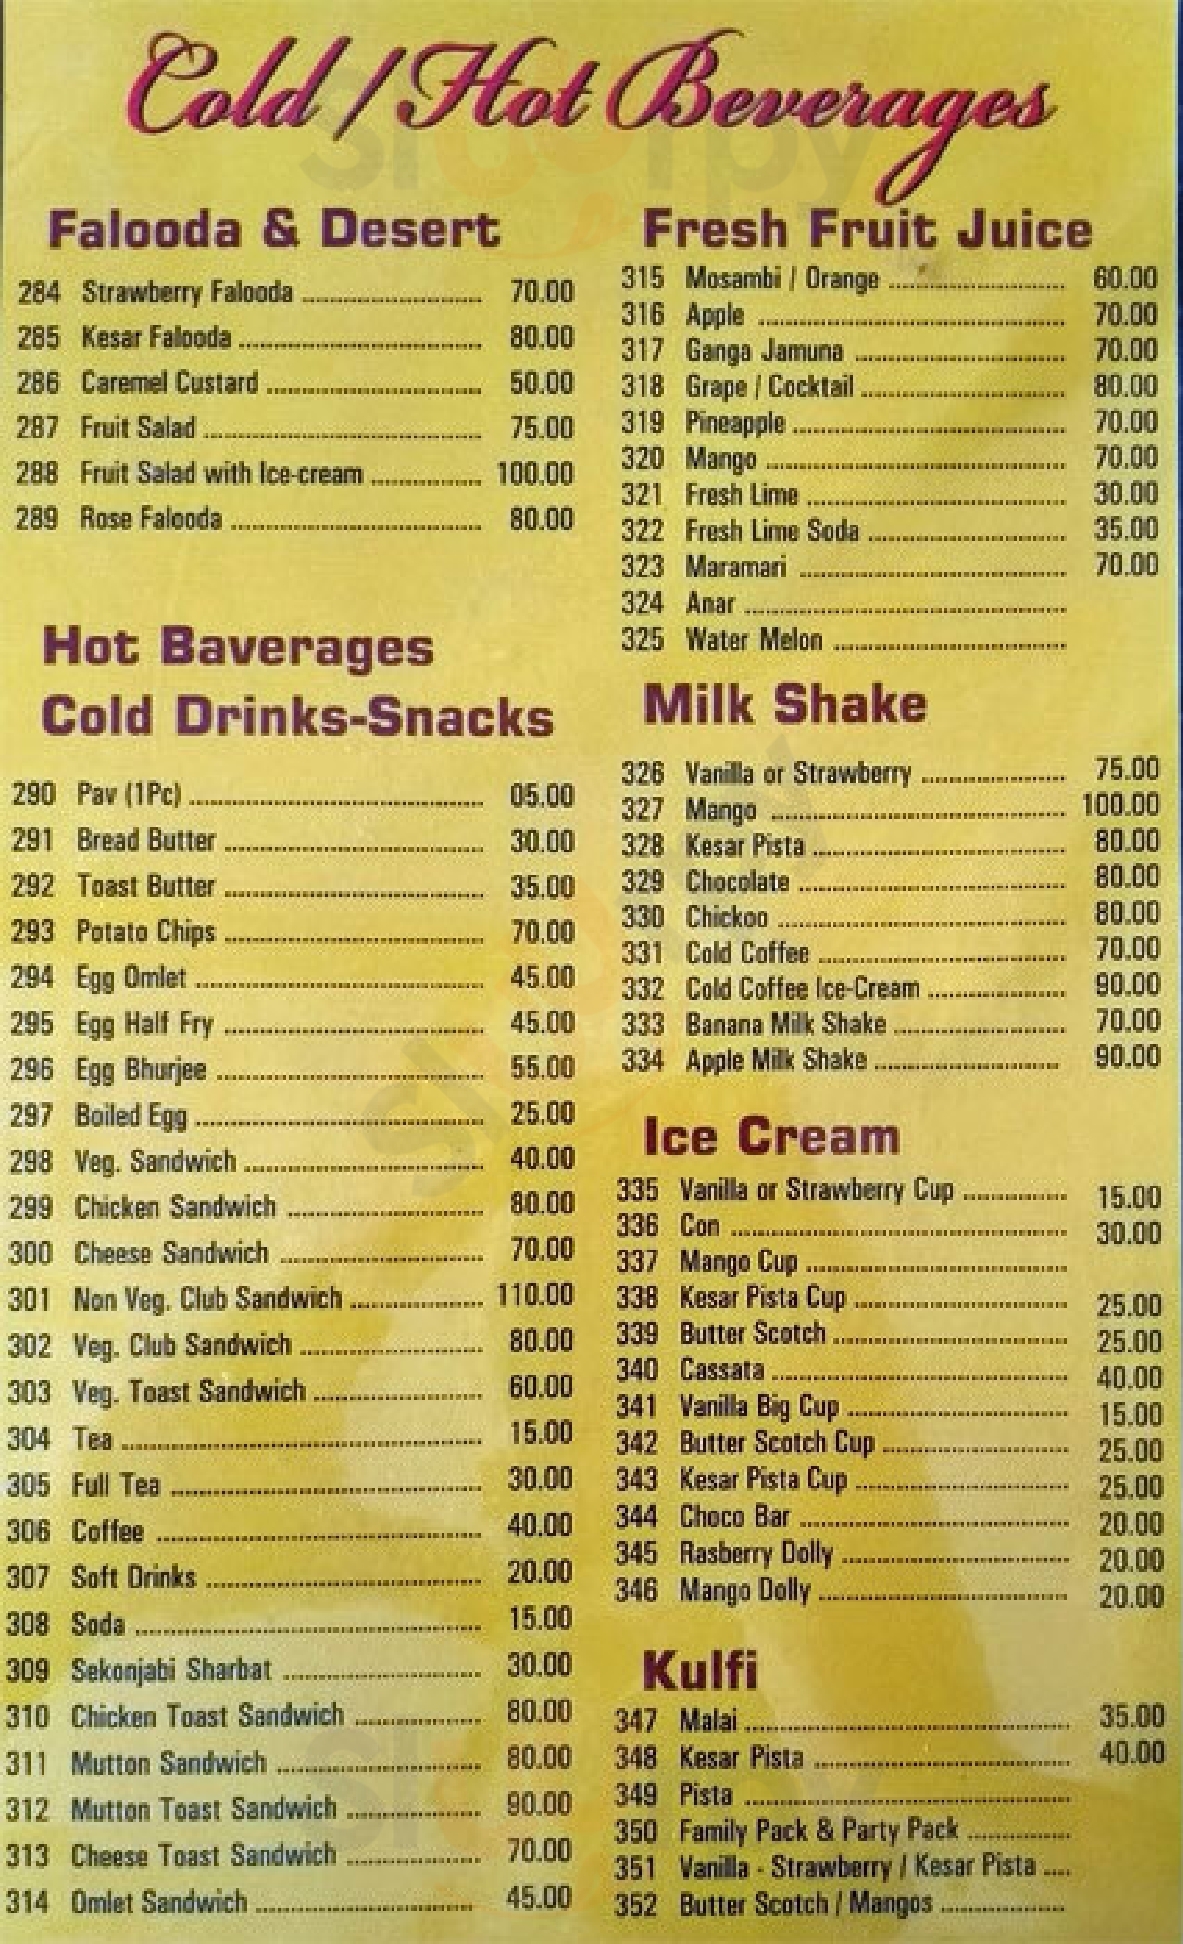 Cold / Hot Beverages
Falooda & Desert
284 Strawberry Falooda 70.00
285 Kesar Falooda 80.00
286 Caremel Custard 50.00
287 Fruit Salad 75.00
288 Fruit Salad with Ice-cream 100.00
289 Rose Falooda 80.00
Hot Baverages
Cold Drinks-Snacks
290 Pav (1Pc) 05.00
291 Bread Butter 30.00
292 Toast Butter 35.00
293 Potato Chips 70.00
294 Egg Omlet 45.00
295 Egg Half Fry 45.00
296 Egg Bhurjee 55.00
297 Boiled Egg 25.00
298 Veg. Sandwich 40.00
299 Chicken Sandwich 80.00
300 Cheese Sandwich 70.00
301 Non Veg. Club Sandwich 110.00
302 Veg. Club Sandwich 80.00
303 Veg. Toast Sandwich 60.00
304 Tea 15.00
305 Full Tea 30.00
306 Coffee 40.00
307 Soft Drinks 20.00
308 Soda 15.00
309 Sekonjabi Sharbat 30.00
310 Chicken Toast Sandwich 80.00
311 Mutton Sandwich 80.00
312 Mutton Toast Sandwich 90.00
313 Cheese Toast Sandwich 70.00
314 Omlet Sandwich 45.00
Fresh Fruit Juice
315 Mosambi / Orange 60.00
316 Apple 70.00
317 Ganga Jamuna 70.00
318 Grape / Cocktail 80.00
319 Pineapple 70.00
320 Mango 70.00
321 Fresh Lime 30.00
322 Fresh Lime Soda 35.00
323 Maramari 70.00
324 Anar
325 Water Melon
Milk Shake
326 Vanilla or Strawberry 75.00
327 Mango 100.00
328 Kesar Pista 80.00
329 Chocolate 80.00
330 Chickoo 80.00
331 Cold Coffee 70.00
332 Cold Coffee Ice-Cream 90.00
333 Banana Milk Shake 70.00
334 Apple Milk Shake 90.00
Ice Cream
335 Vanilla or Strawberry Cup 15.00
336 Con 30.00
337 Mango Cup
338 Kesar Pista Cup 25.00
339 Butter Scotch 25.00
340 Cassata 40.00
341 Vanilla Big Cup 15.00
342 Butter Scotch Cup 25.00
343 Kesar Pista Cup 25.00
344 Choco Bar 20.00
345 Rasberry Dolly 20.00
346 Mango Dolly 20.00
Kulfi
347 Malai 35.00
348 Kesar Pista 40.00
349 Pista
350 Family Pack & Party Pack
351 Vanilla - Strawberry / Kesar Pista
352 Butter Scotch / Mangos